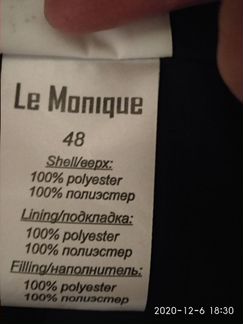 Le Monique
48
Shell/верх:
100% polyester
100% полиэстер
Lining/подкладка:
100% polyester
100% полиэстер
Filling/наполнитель:
100% polyester
100% полиэстер
2020-12-6 18:30